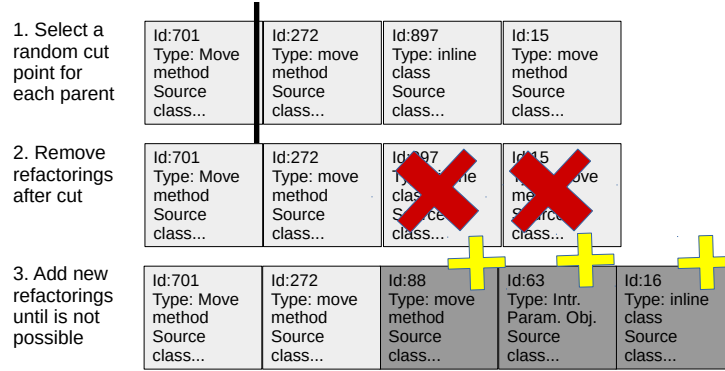 1. Select a
random cut
point for
each parent
Id:701
Type: Move
method
Source
class...
Id:272
Type: move
method
Source
class...
Id:897
Type: inline
class
Source
class...
Id:15
Type: move
method
Source
class...
2. Remove
refactorings
after cut
Id:701
Type: Move
method
Source
class...
Id:272
Type: move
method
Source
class...
class...
class...
3. Add new
refactorings
until is not
possible
Id:701
Type: Move
method
Source
class...
Id:272
Type: move
method
Source
class...
Id:88
Type: move
method
Source
class...
Id:63
Type: Intr.
Param. Obj.
Source
class...
Id:16
Type: inline
class
Source
class...